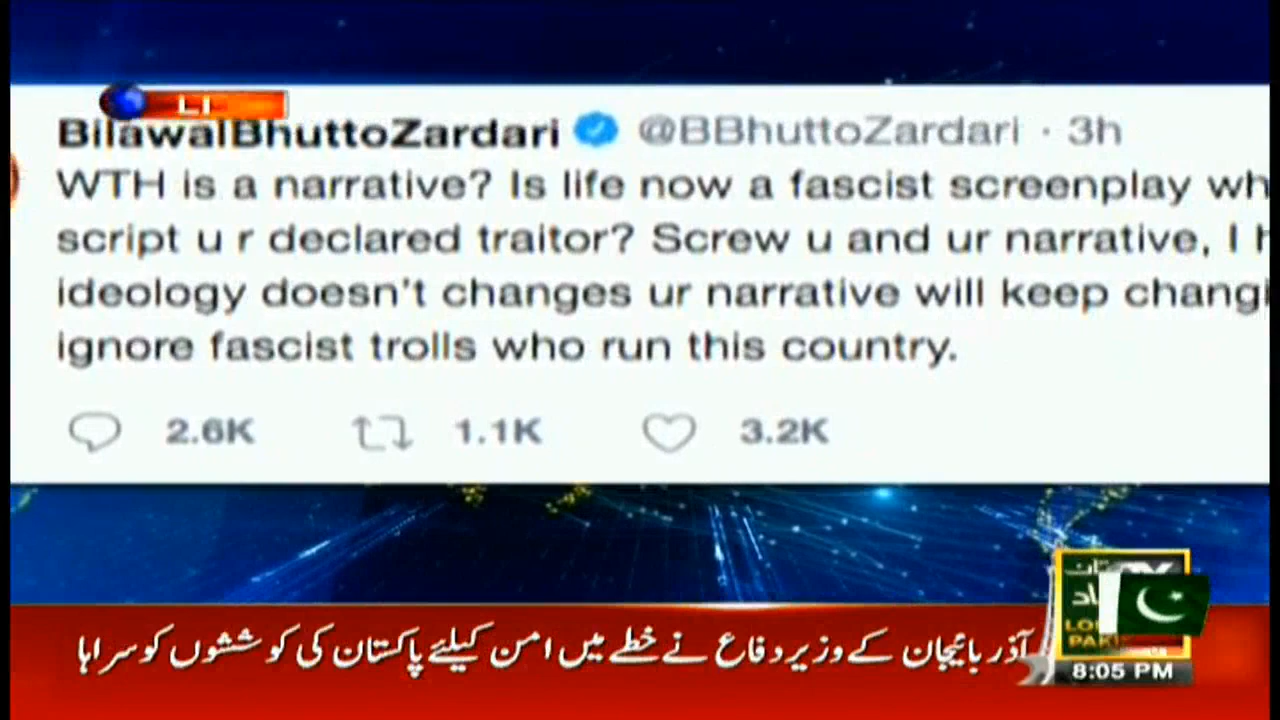 LI
BilawalBhuttoZardari @BBhuttoZardari · 3h
WTH is a narrative? Is life now a fascist screenplay wh
script u r declared traitor? Screw u and ur narrative, I h
ideology doesn't changes ur narrative will keep changi
ignore fascist trolls who run this country.
2.6K 1.1K 3.2K
آذربائیجان کے وزیر دفاع نے خطے میں امن کیلئے پاکستان کی کوششوں کو سراہا
8:05 PM